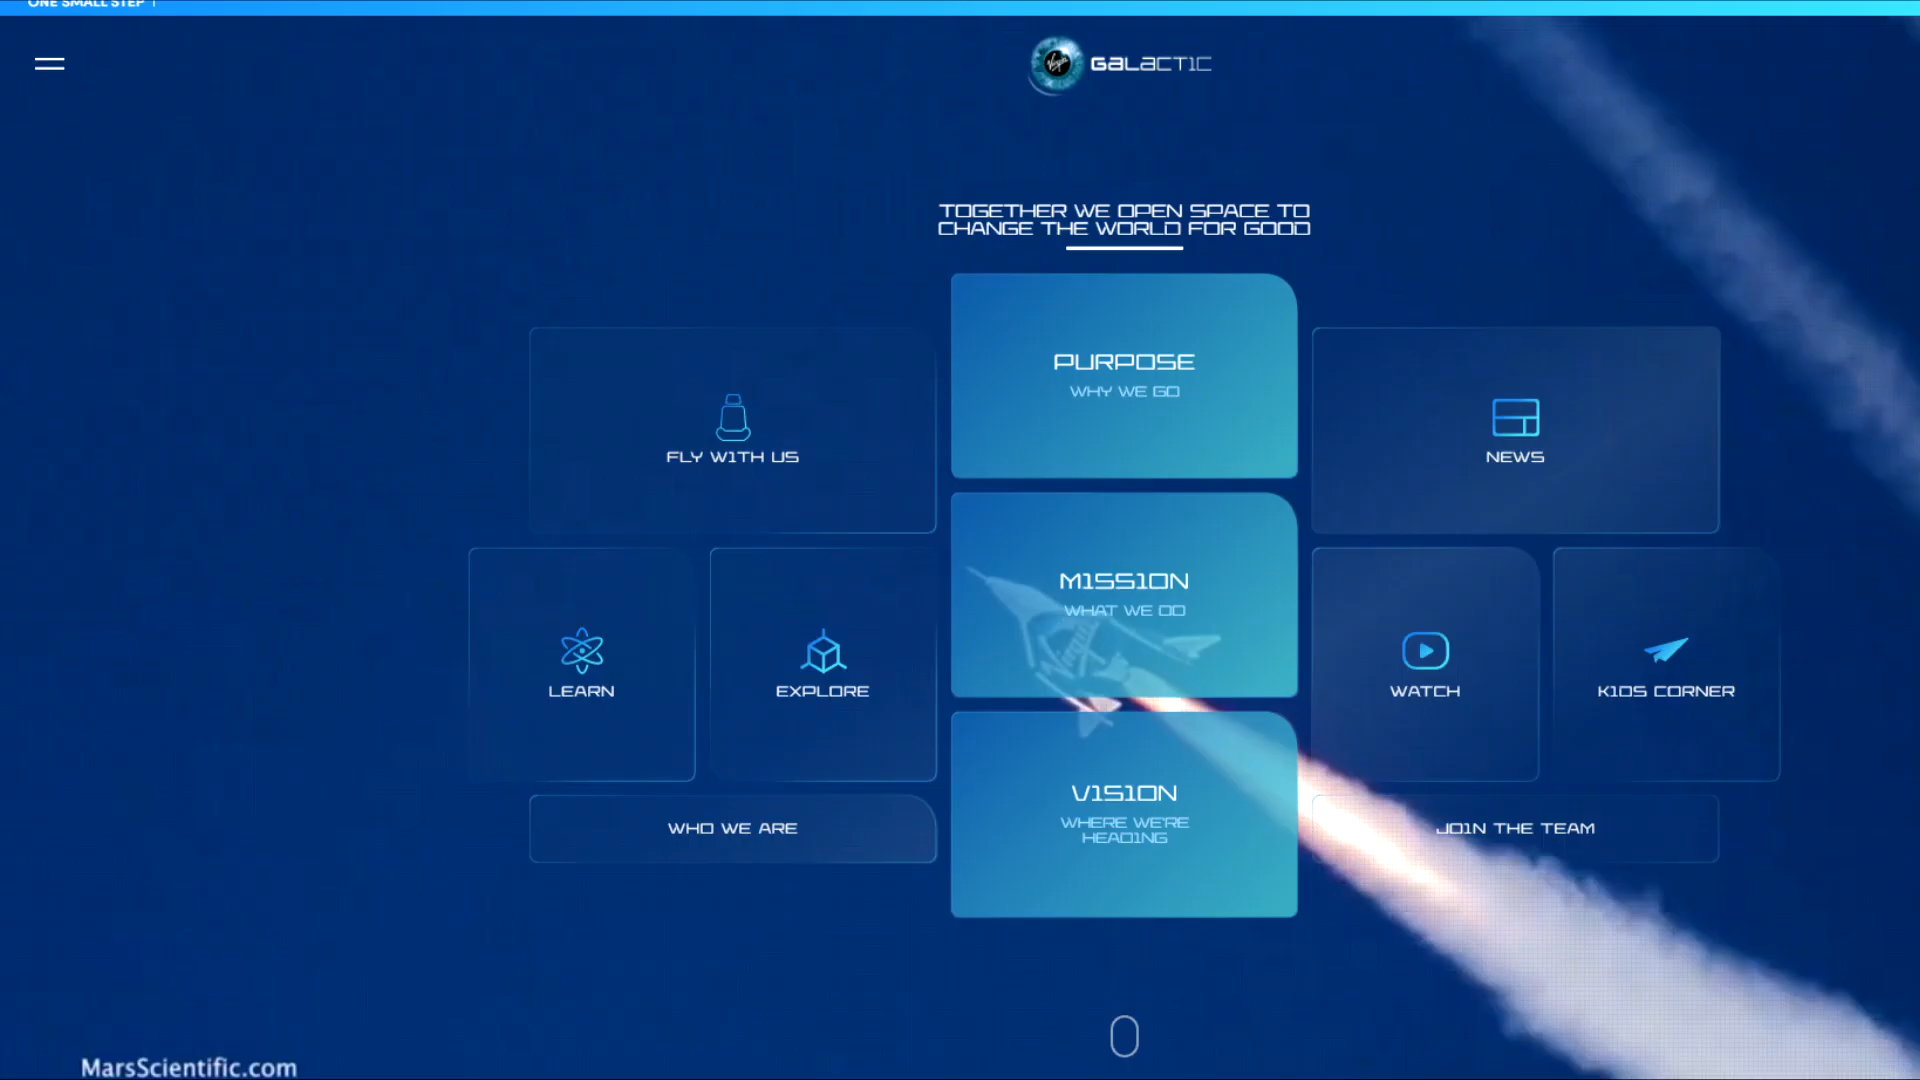 ONE SMALL STEP
Virgin GALACTIC
TOGETHER WE OPEN SPACE TO
CHANGE THE WORLD FOR GOOD
PURPOSE
WHY WE GO
FLY WITH US
NEWS
MISSION
WHAT WE DO
Virgin
LEARN
EXPLORE
WATCH
KIDS CORNER
VISION
WHERE WE'RE
HEADING
WHO WE ARE
JOIN THE TEAM
MarsScientific.com